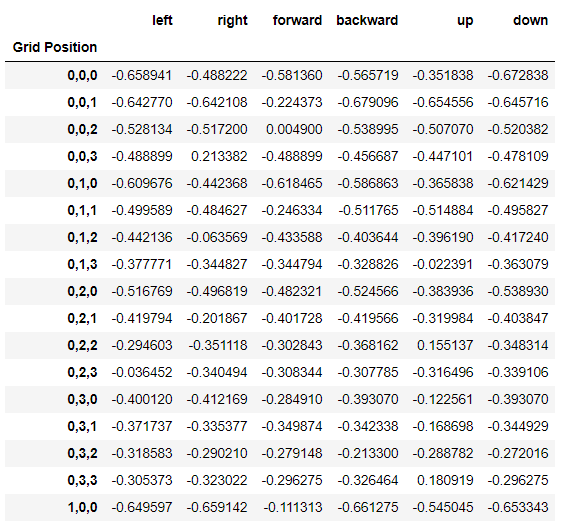 left right forward backward up down
Grid Position
0,0,0 -0.658941 -0.488222 -0.581360 -0.565719 -0.351838 -0.672838
0,0,1 -0.642770 -0.642108 -0.224373 -0.679096 -0.654556 -0.645716
0,0,2 -0.528134 -0.517200 0.004900 -0.538995 -0.507070 -0.520382
0,0,3 -0.488899 0.213382 -0.488899 -0.456687 -0.447101 -0.478109
0,1,0 -0.609676 -0.442368 -0.618465 -0.586863 -0.365838 -0.621429
0,1,1 -0.499589 -0.484627 -0.246334 -0.511765 -0.514884 -0.495827
0,1,2 -0.442136 -0.063569 -0.433588 -0.403644 -0.396190 -0.417240
0,1,3 -0.377771 -0.344827 -0.344794 -0.328826 -0.022391 -0.363079
0,2,0 -0.516769 -0.496819 -0.482321 -0.524566 -0.383936 -0.538930
0,2,1 -0.419794 -0.201867 -0.401728 -0.419566 -0.319984 -0.403847
0,2,2 -0.294603 -0.351118 -0.302843 -0.368162 0.155137 -0.348314
0,2,3 -0.036452 -0.340494 -0.308344 -0.307785 -0.316496 -0.339106
0,3,0 -0.400120 -0.412169 -0.284910 -0.393070 -0.122561 -0.393070
0,3,1 -0.371737 -0.335377 -0.349874 -0.342338 -0.168698 -0.344929
0,3,2 -0.318583 -0.290210 -0.279148 -0.213300 -0.288782 -0.272016
0,3,3 -0.305373 -0.323022 -0.296275 -0.326464 0.180919 -0.296275
1,0,0 -0.649597 -0.659142 -0.111313 -0.661275 -0.545045 -0.653343